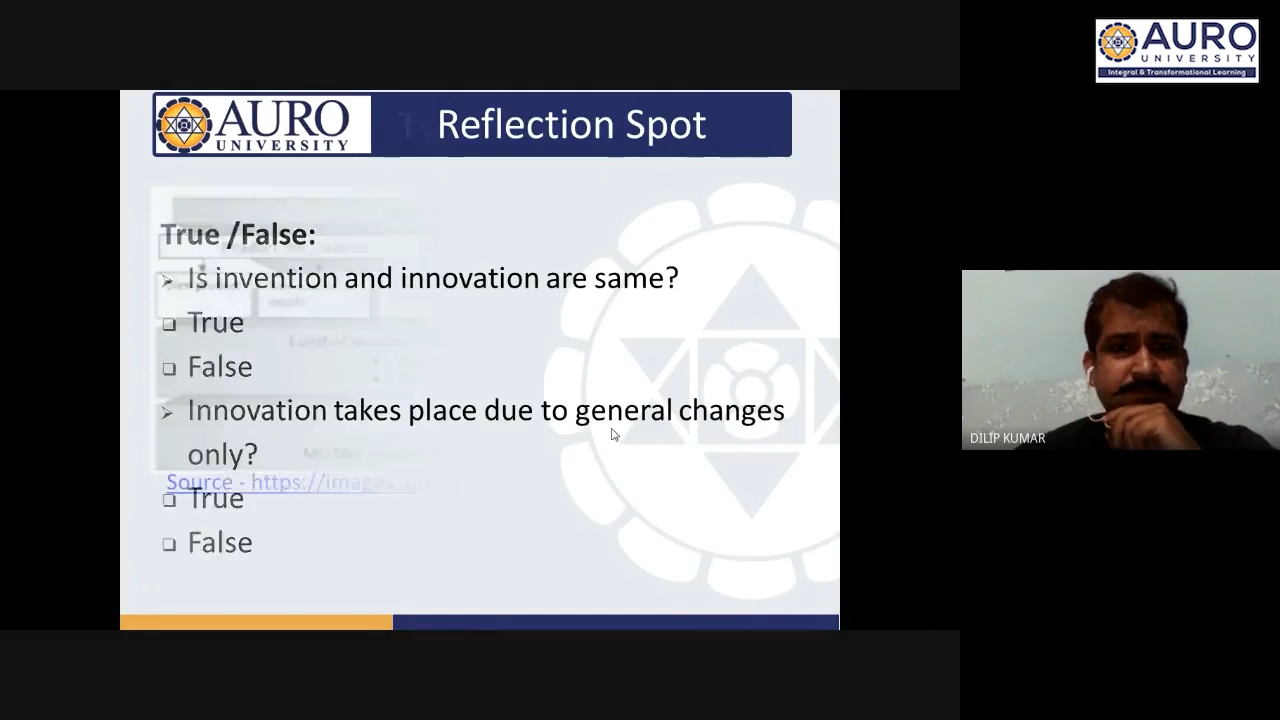 AURO
UNIVERSITY
Integral & Transformational Learning
AURO
UNIVERSITY
Reflection Spot
True /False:
➢ Is invention and innovation are same?
❑ True
❑ False
➢ Innovation takes place due to general changes
only?
Source - https://image
❑ True
❑ False
DILIP KUMAR